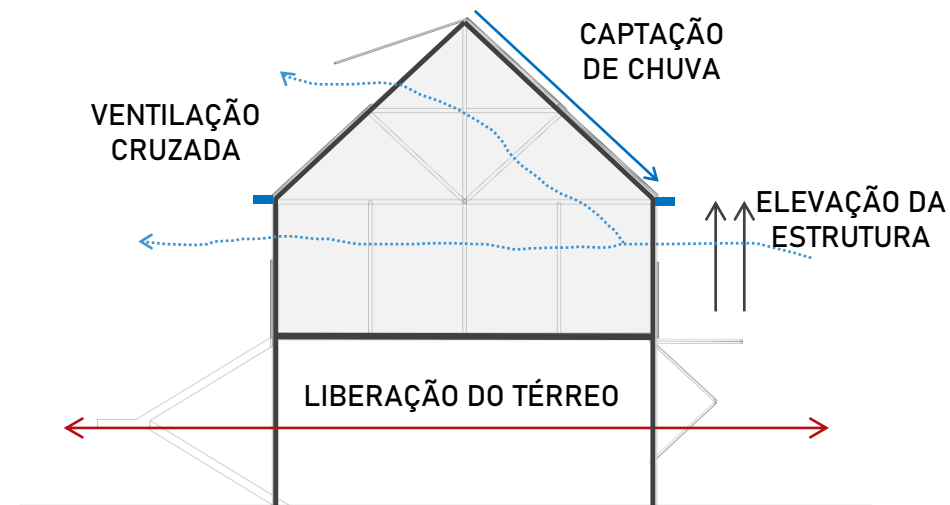 CAPTAÇÃO
DE CHUVA
VENTILAÇÃO
CRUZADA
ELEVAÇÃO DA
ESTRUTURA
LIBERAÇÃO DO TÉRREO